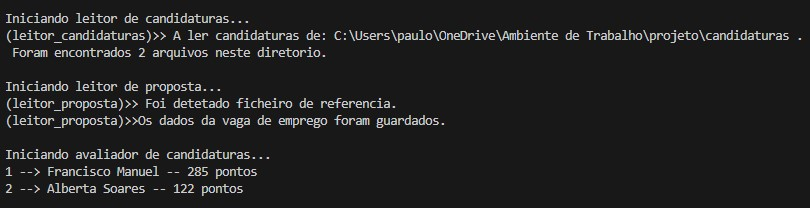 Iniciando leitor de candidaturas...
(leitor_candidaturas)>> A ler candidaturas de: C:\Users\paulo\OneDrive\Ambiente de Trabalho\projeto\candidaturas .
 Foram encontrados 2 arquivos neste diretorio.

Iniciando leitor de proposta...
(leitor_proposta)>> Foi detetado ficheiro de referencia.
(leitor_proposta)>>Os dados da vaga de emprego foram guardados.

Iniciando avaliador de candidaturas...
1 --> Francisco Manuel -- 285 pontos
2 --> Alberta Soares -- 122 pontos